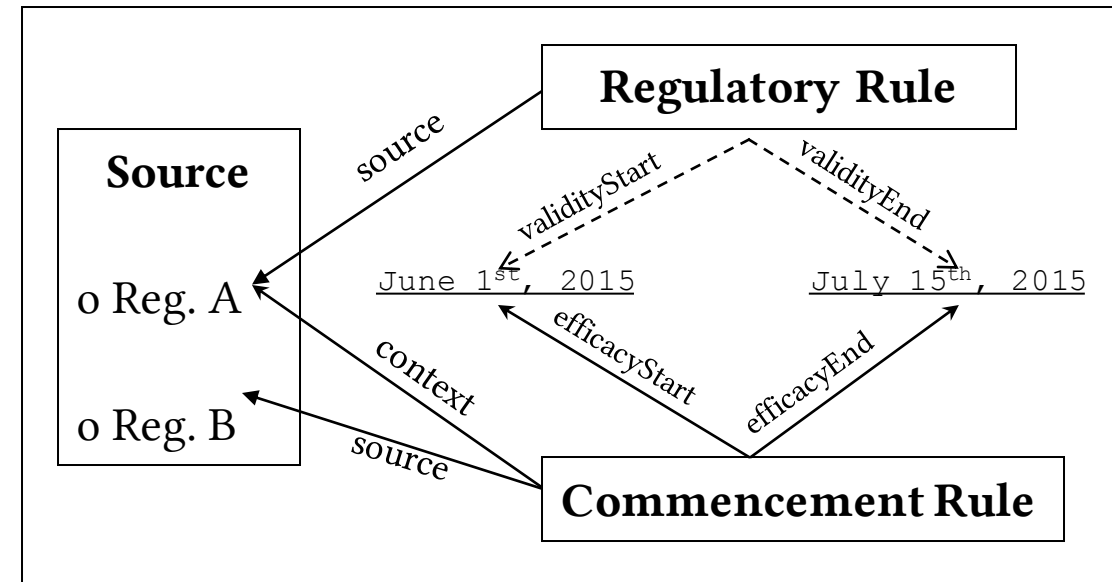 Regulatory Rule
source
Source
validityStart
validityEnd
June 1st, 2015
July 15th, 2015
o Reg. A
efficacyStart
efficacyEnd
context
o Reg. B
source
Commencement Rule